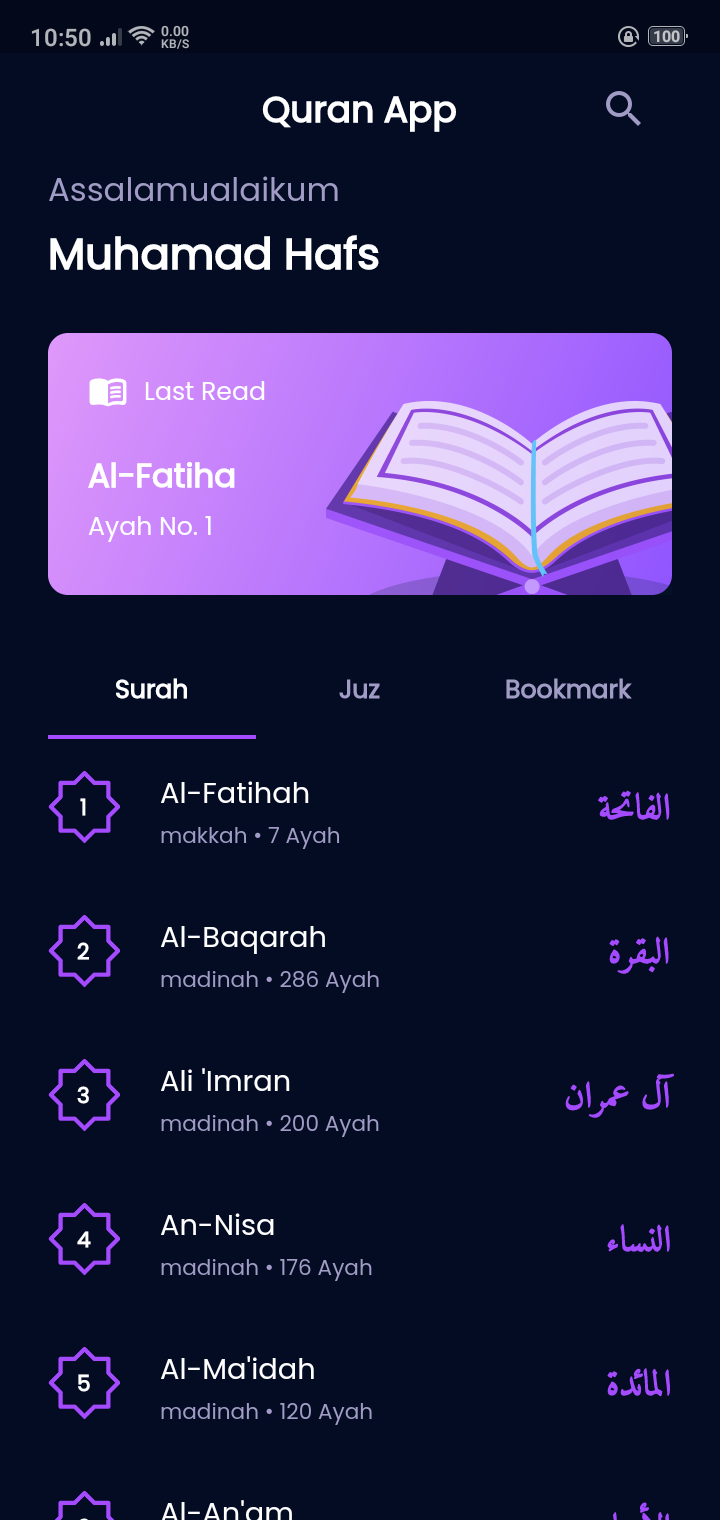 10:50 0.00 KB/S 100
Quran App
Assalamualaikum
Muhamad Hafs
Last Read
Al-Fatiha
Ayah No. 1
Surah Juz Bookmark
1 Al-Fatihah الفاتحة
makkah • 7 Ayah
2 Al-Baqarah البقرة
madinah • 286 Ayah
3 Ali 'Imran آل عمران
madinah • 200 Ayah
4 An-Nisa النساء
madinah • 176 Ayah
5 Al-Ma'idah المائدة
madinah • 120 Ayah
Al-An'am